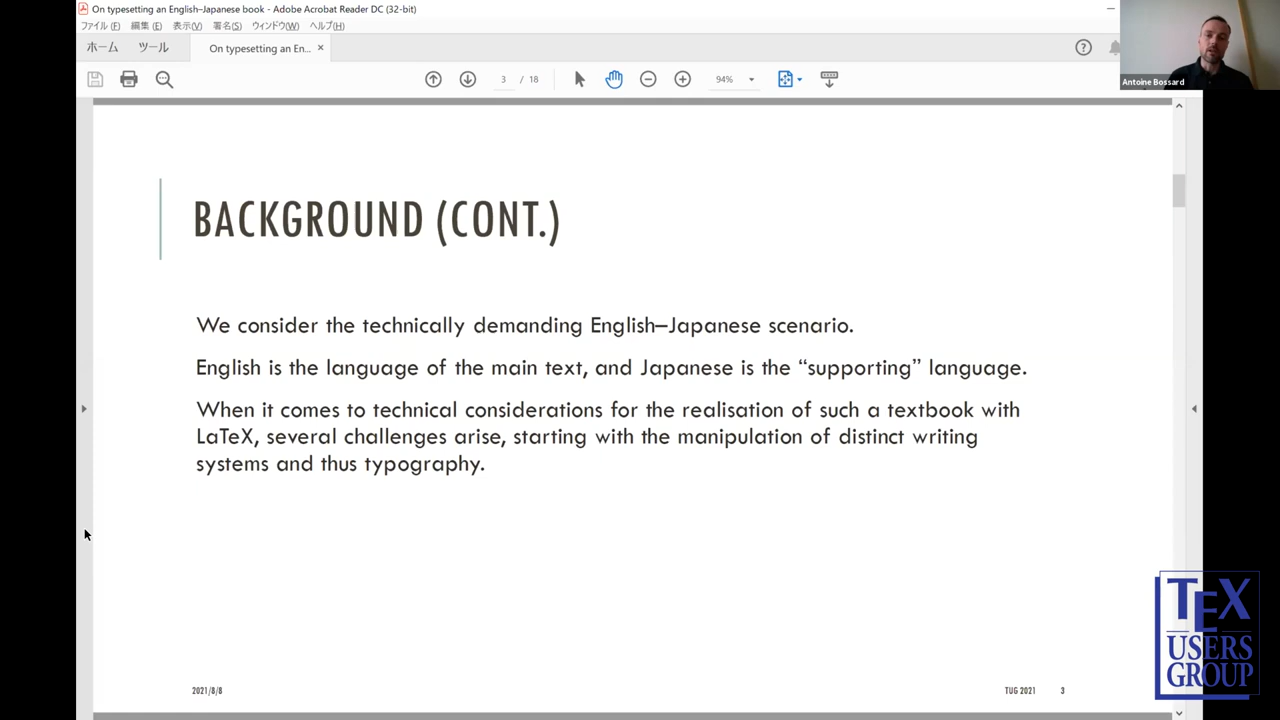 On typesetting an English–Japanese book - Adobe Acrobat Reader DC (32-bit)
ファイル(F) 編集(E) 表示(V) 署名(S) ウィンドウ(W) ヘルプ(H)
ホーム ツール On typesetting an En... ×
3 / 18 94%
Antoine Bossard
BACKGROUND (CONT.)
We consider the technically demanding English–Japanese scenario.
English is the language of the main text, and Japanese is the “supporting” language.
When it comes to technical considerations for the realisation of such a textbook with
LaTeX, several challenges arise, starting with the manipulation of distinct writing
systems and thus typography.
2021/8/8 TUG 2021 3
TEX
USERS
GROUP